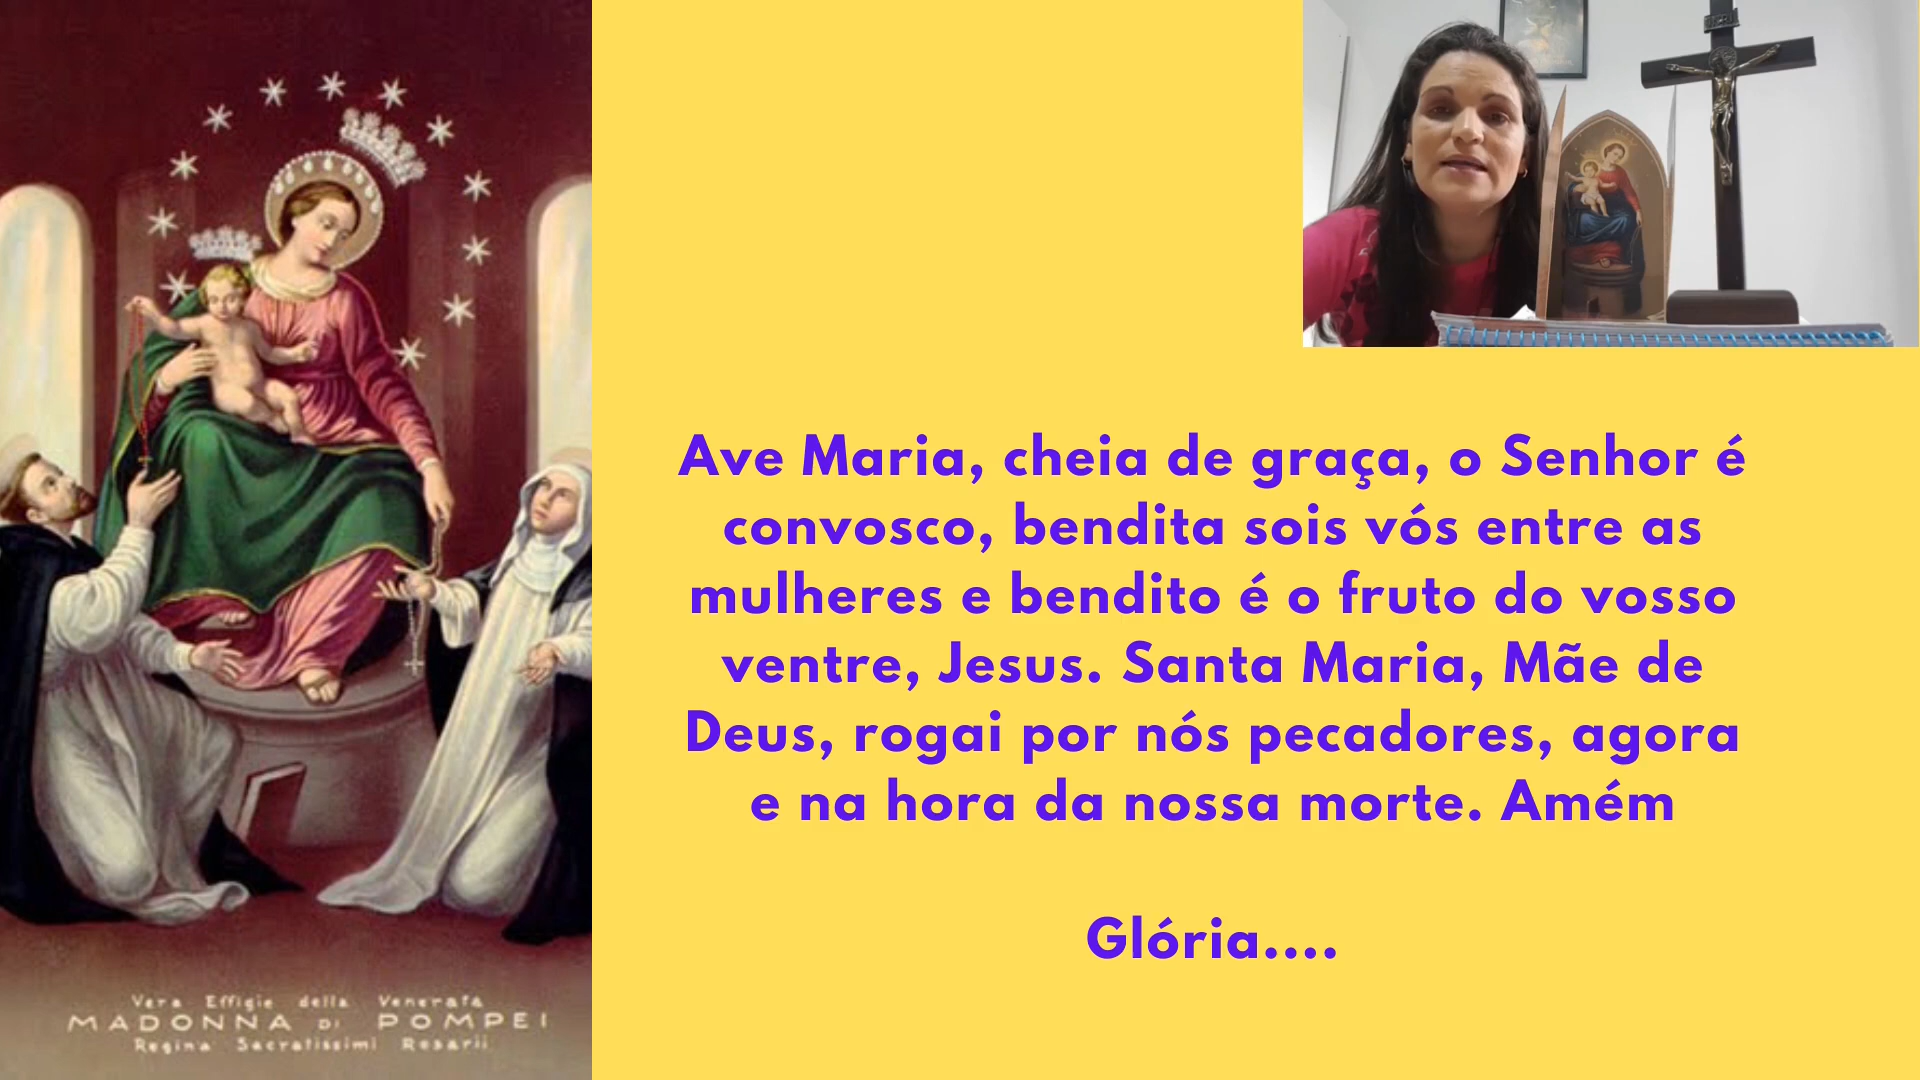 INRI
Ave Maria, cheia de graça, o Senhor é
convosco, bendita sois vós entre as
mulheres e bendito é o fruto do vosso
ventre, Jesus. Santa Maria, Mãe de
Deus, rogai por nós pecadores, agora
e na hora da nossa morte. Amém
Glória....
Vera Effigie della Venerata
MADONNA DI POMPEI
Regina Sacratissimi Rosarii